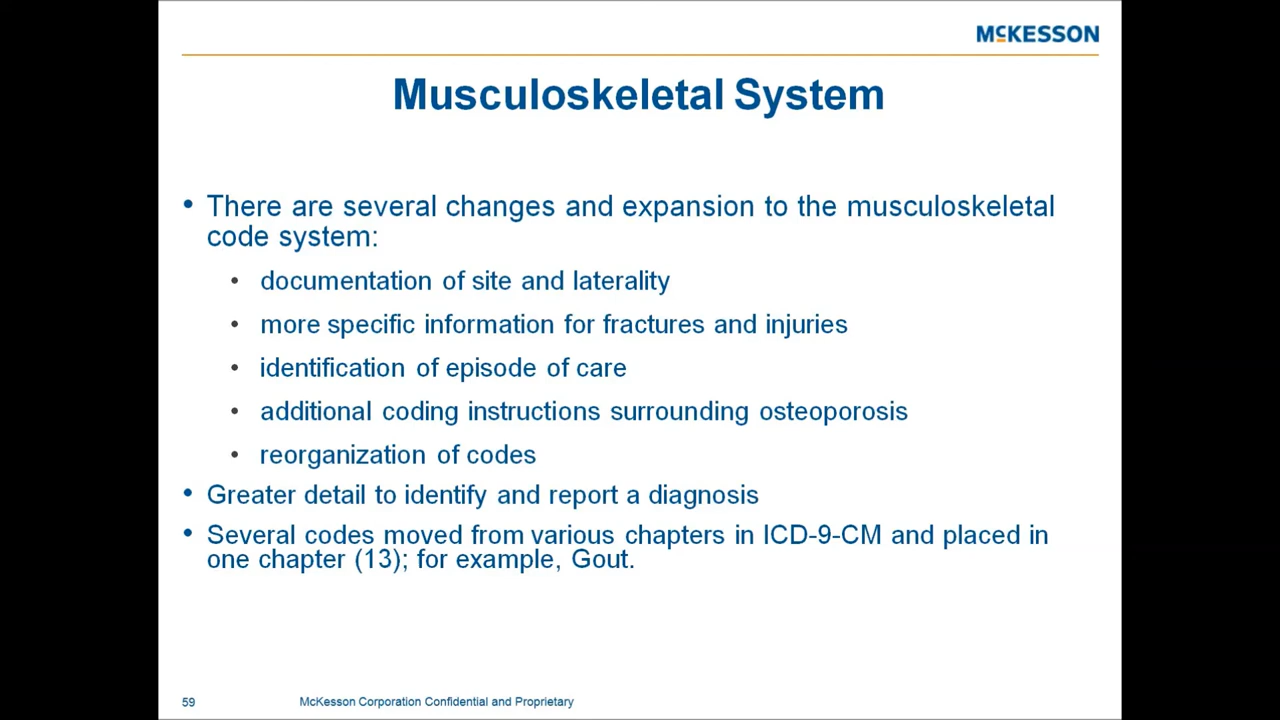 McKESSON
Musculoskeletal System
• There are several changes and expansion to the musculoskeletal
code system:
• documentation of site and laterality
• more specific information for fractures and injuries
• identification of episode of care
• additional coding instructions surrounding osteoporosis
• reorganization of codes
• Greater detail to identify and report a diagnosis
• Several codes moved from various chapters in ICD-9-CM and placed in
one chapter (13); for example, Gout.
59 McKesson Corporation Confidential and Proprietary